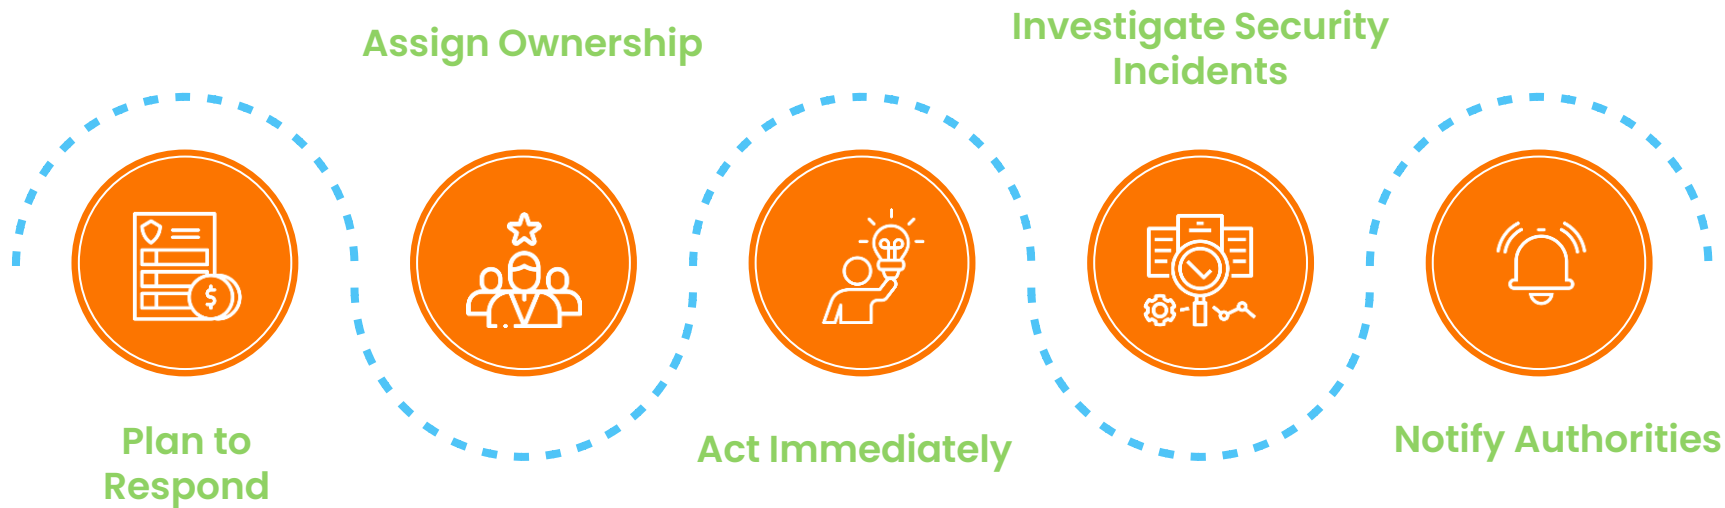 Plan to
Respond
Assign Ownership
Act Immediately
Investigate Security
Incidents
Notify Authorities
$